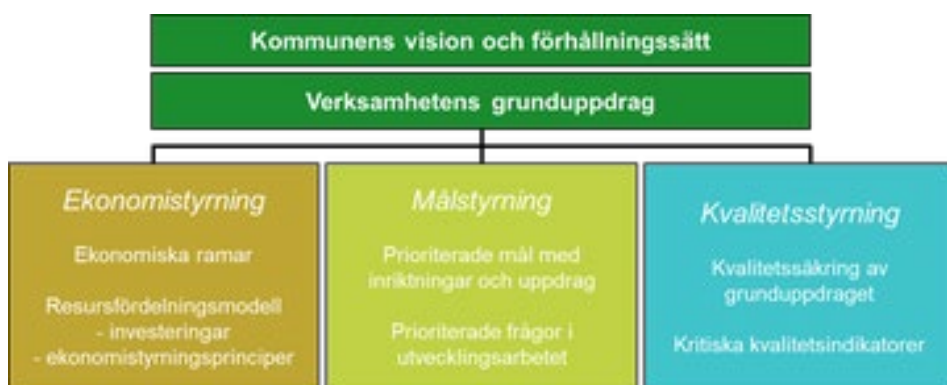 Kommunens vision och förhållningssätt
Verksamhetens grunduppdrag
Ekonomistyrning
Ekonomiska ramar
Resursfördelningsmodell
- investeringar
- ekonomistyrningsprinciper
Målstyrning
Prioriterade mål med
inriktningar och uppdrag
Prioriterade frågor i
utvecklingsarbetet
Kvalitetsstyrning
Kvalitetssäkring av
grunduppdraget
Kritiska kvalitetsindikatorer